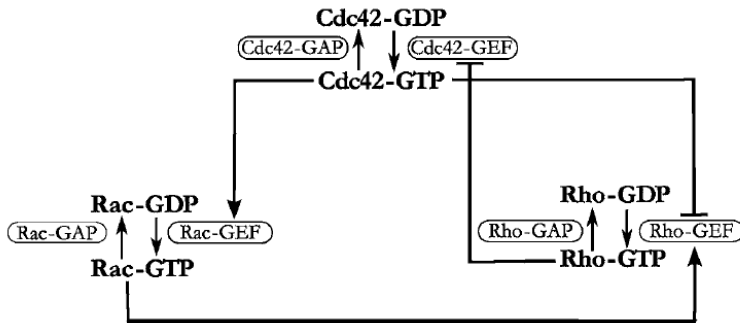 Cdc42-GDP
Cdc42-GAP
Cdc42-GEF
Cdc42-GTP
Rac-GDP
Rac-GAP
Rac-GEF
Rac-GTP
Rho-GDP
Rho-GAP
Rho-GEF
Rho-GTP